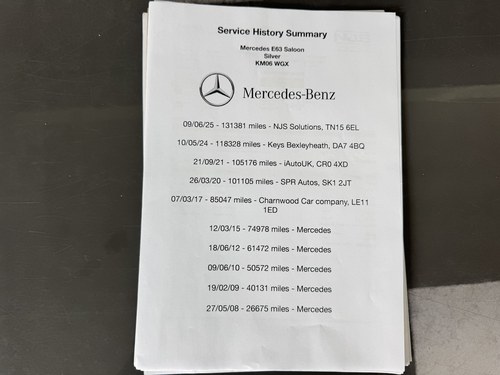 Service History Summary
Mercedes E63 Saloon
Silver
KM06 WGX
Mercedes-Benz
09/06/25 - 131381 miles - NJS Solutions, TN15 6EL
10/05/24 - 118328 miles - Keys Bexleyheath, DA7 4BQ
21/09/21 - 105176 miles - iAutoUK, CR0 4XD
26/03/20 - 101105 miles - SPR Autos, SK1 2JT
07/03/17 - 85047 miles - Charnwood Car company, LE11
1ED
12/03/15 - 74978 miles - Mercedes
18/06/12 - 61472 miles - Mercedes
09/06/10 - 50572 miles - Mercedes
19/02/09 - 40131 miles - Mercedes
27/05/08 - 26675 miles - Mercedes